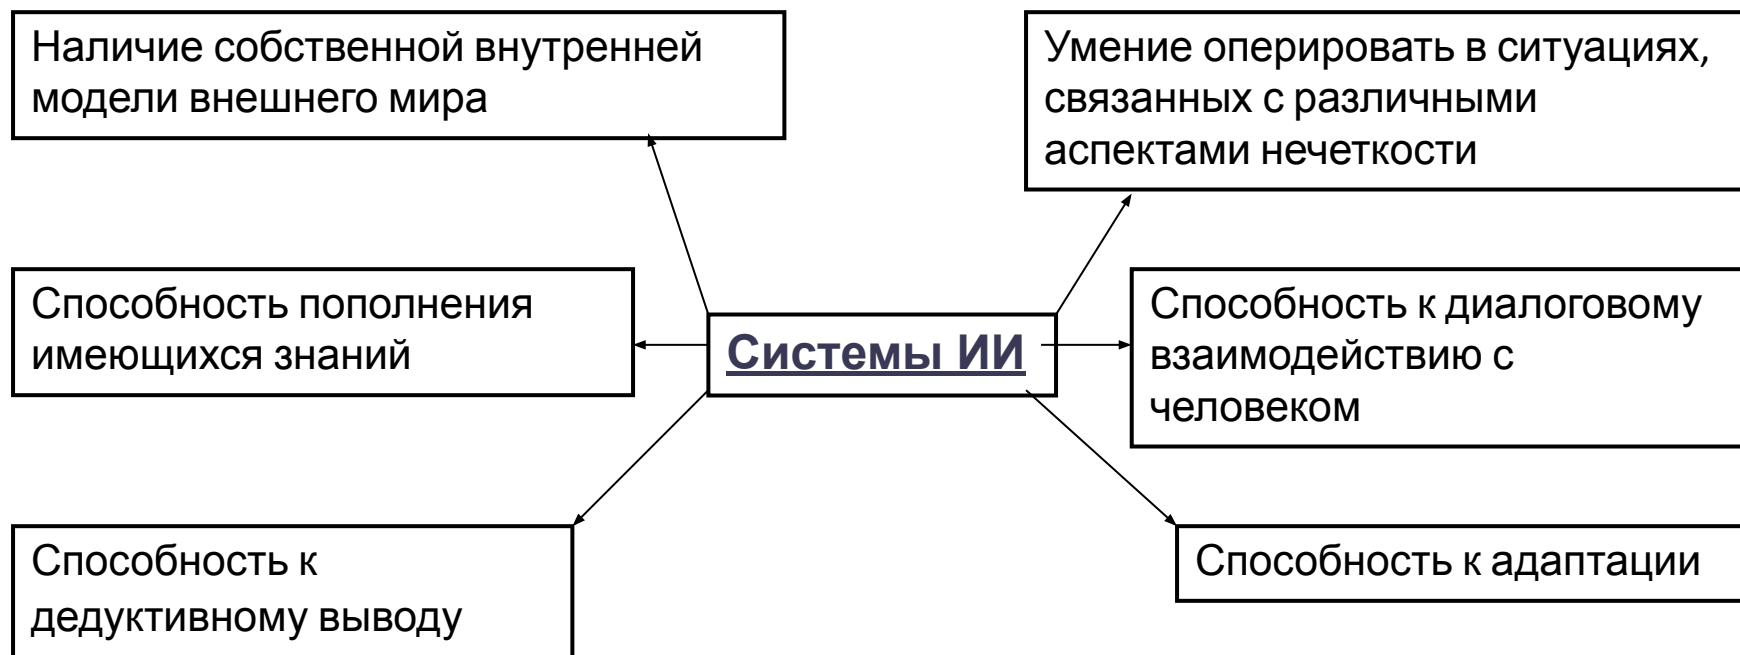 Наличие собственной внутренней
модели внешнего мира
Умение оперировать в ситуациях,
связанных с различными
аспектами нечеткости
Способность пополнения
имеющихся знаний
Системы ИИ
Способность к диалоговому
взаимодействию с
человеком
Способность к
дедуктивному выводу
Способность к адаптации